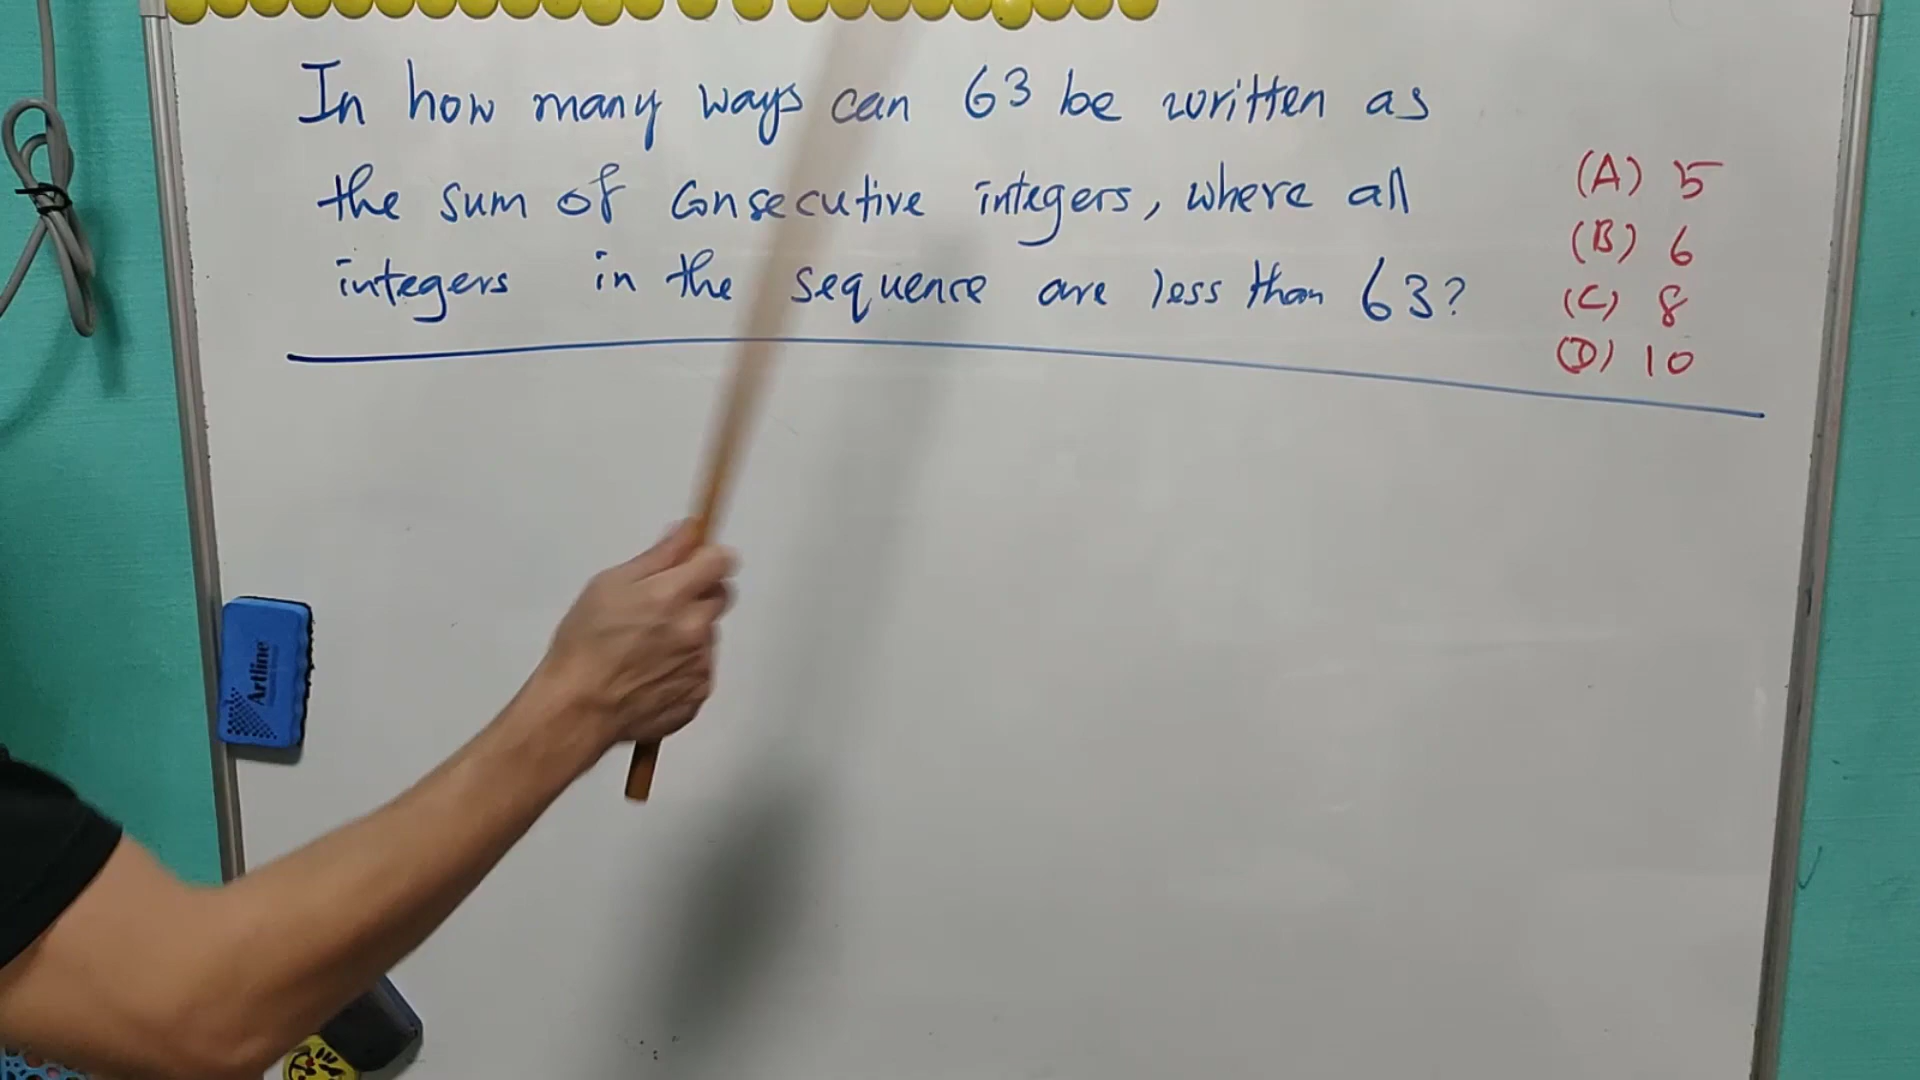 In how many ways can 63 be written as
the sum of consecutive integers, where all
integers in the sequence are less than 63?
(A) 5
(B) 6
(C) 8
(D) 10
Artline